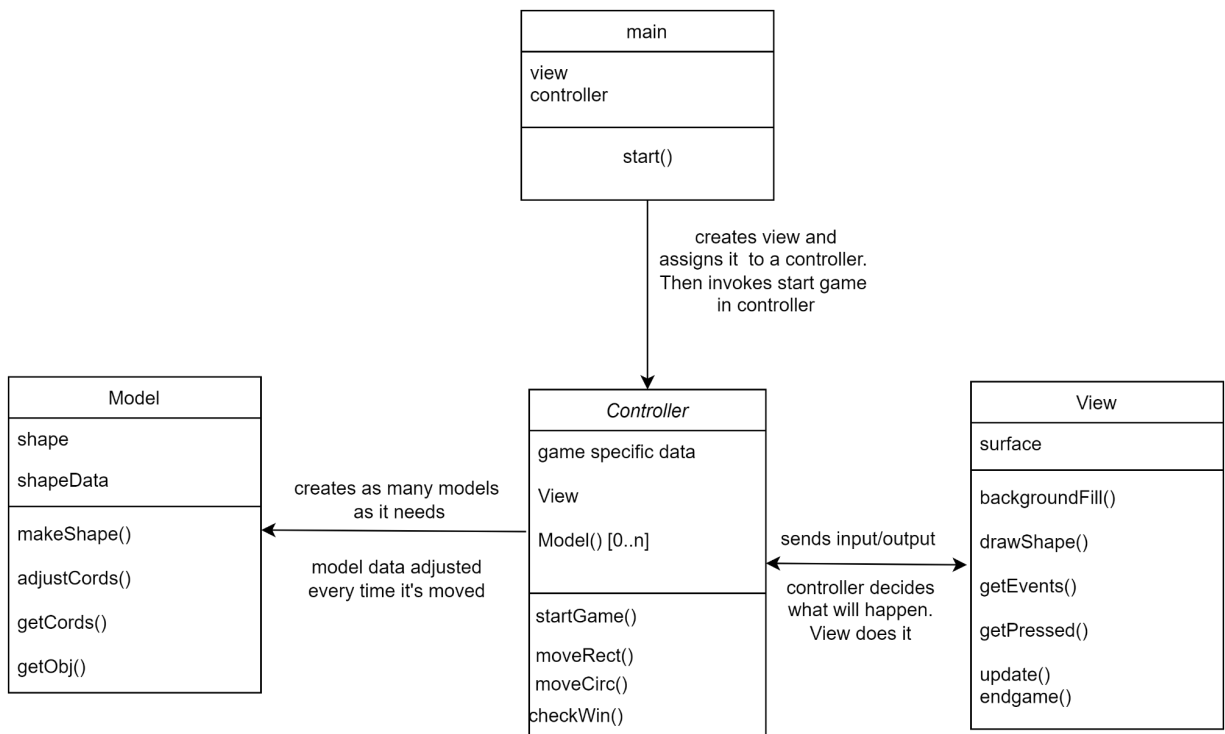 main
view
controller
start()
creates view and
assigns it  to a controller.
Then invokes start game
in controller
Model
shape
shapeData
makeShape()
adjustCords()
getCords()
getObj()
creates as many models
as it needs
model data adjusted
every time it's moved
Controller
game specific data
View
Model() [0..n]
startGame()
moveRect()
moveCirc()
checkWin()
sends input/output
controller decides
what will happen.
View does it
View
surface
backgroundFill()
drawShape()
getEvents()
getPressed()
update()
endgame()